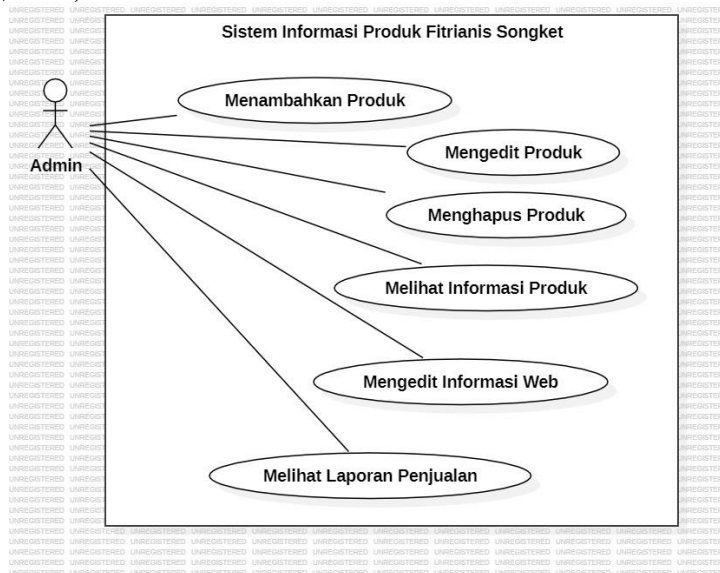 Sistem Informasi Produk Fitrianis Songket
Menambahkan Produk
Mengedit Produk
Admin
Menghapus Produk
Melihat Informasi Produk
Mengedit Informasi Web
Melihat Laporan Penjualan
UNREGISTERED